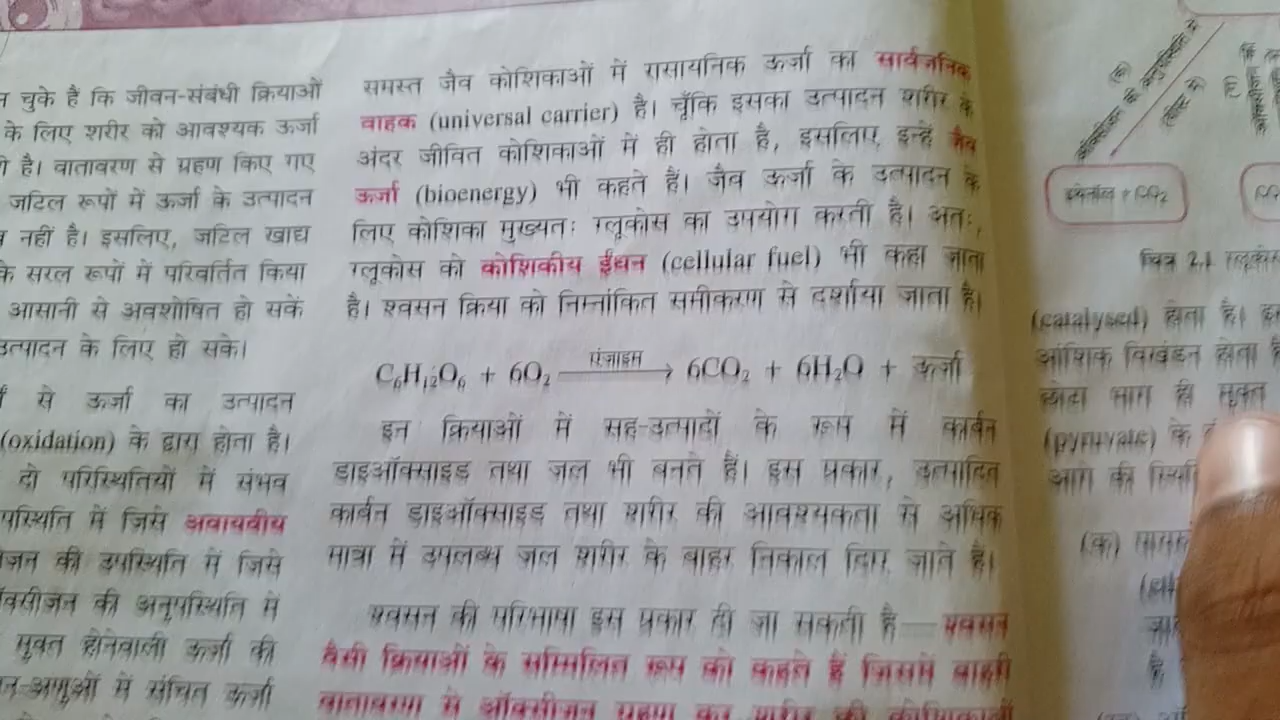 चुके हैं कि जीवन-संबंधी क्रियाओं
के लिए शरीर को आवश्यक ऊर्जा
है। वातावरण से ग्रहण किए गए
जटिल रूपों में ऊर्जा के उत्पादन
नहीं है। इसलिए, जटिल खाद्य
के सरल रूपों में परिवर्तित किया
आसानी से अवशोषित हो सकें
उत्पादन के लिए हो सके।
से ऊर्जा का उत्पादन
(oxidation) के द्वारा होता है।
दो परिस्थितियों में संभव
में जिसे अवायवीय
की उपस्थिति में जिसे
की अनुपस्थिति में
मुक्त होनेवाली ऊर्जा की
में संचित ऊर्जा
समस्त जैव कोशिकाओं में रासायनिक ऊर्जा का सार्वजनिक
वाहक (universal carrier) है। चूँकि इसका उत्पादन शरीर के
अंदर जीवित कोशिकाओं में ही होता है, इसलिए इन्हें जैव
ऊर्जा (bioenergy) भी कहते हैं। जैव ऊर्जा के उत्पादन के
लिए कोशिका मुख्यतः ग्लूकोस का उपयोग करती है। अतः,
ग्लूकोस को कोशिकीय ईंधन (cellular fuel) भी कहा जाता
है। श्वसन क्रिया को निम्नांकित समीकरण से दर्शाया जाता है।
C₆H₁₂O₆ + 6O₂ —एंजाइम→ 6CO₂ + 6H₂O + ऊर्जा
इन क्रियाओं में सह-उत्पादों के रूप में कार्बन
डाइऑक्साइड तथा जल भी बनते हैं। इस प्रकार, उत्पादित
कार्बन डाइऑक्साइड तथा शरीर की आवश्यकता से अधिक
मात्रा में उपलब्ध जल शरीर के बाहर निकाल दिए जाते हैं।
श्वसन की परिभाषा इस प्रकार दी जा सकती है—श्वसन
वैसी क्रियाओं के सम्मिलित रूप को कहते हैं जिसमें बाहरी
वातावरण से ऑक्सीजन ग्रहण कर शरीर की कोशिकाओं
इथेनॉल + CO₂
चित्र 2.1
(catalysed) होता है।
आंशिक विखंडन होता
छोटा भाग ही मुक्त
(pyruvate) के
आगे की
(क)